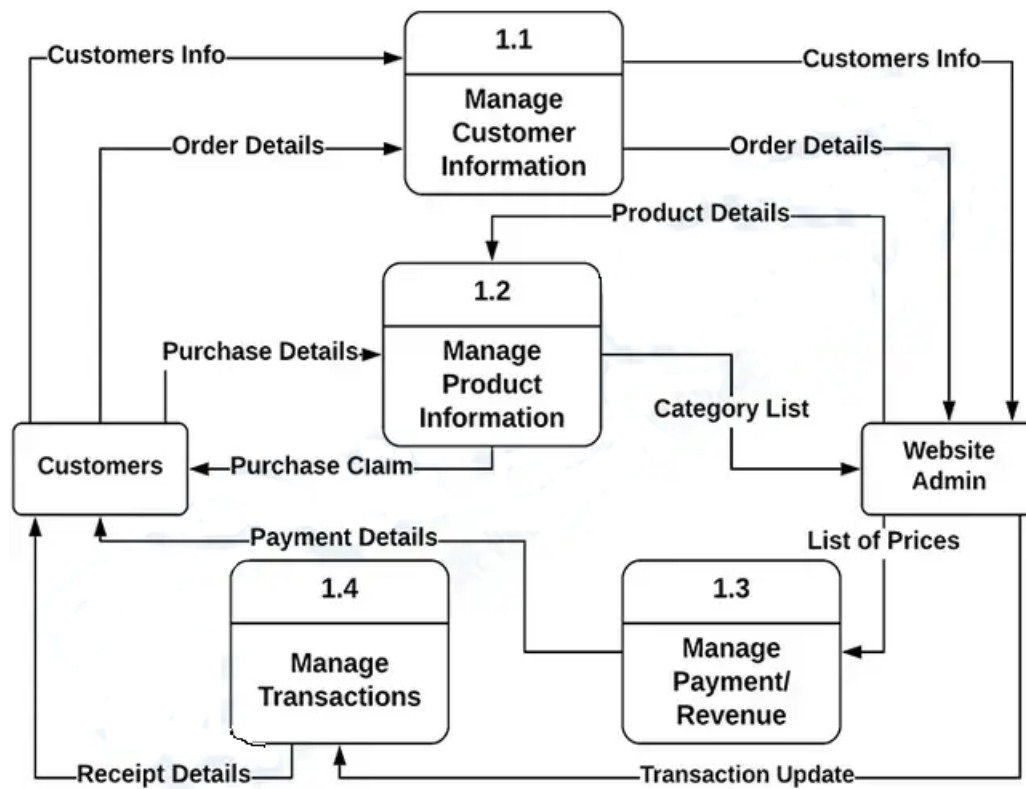 1.1
Customers Info
Customers Info
Manage
Customer
Information
Order Details
Order Details
Product Details
1.2
Purchase Details
Manage
Product
Information
Category List
Customers
Purchase Claim
Website
Admin
Payment Details
List of Prices
1.4
1.3
Manage
Transactions
Manage
Payment/
Revenue
Receipt Details
Transaction Update